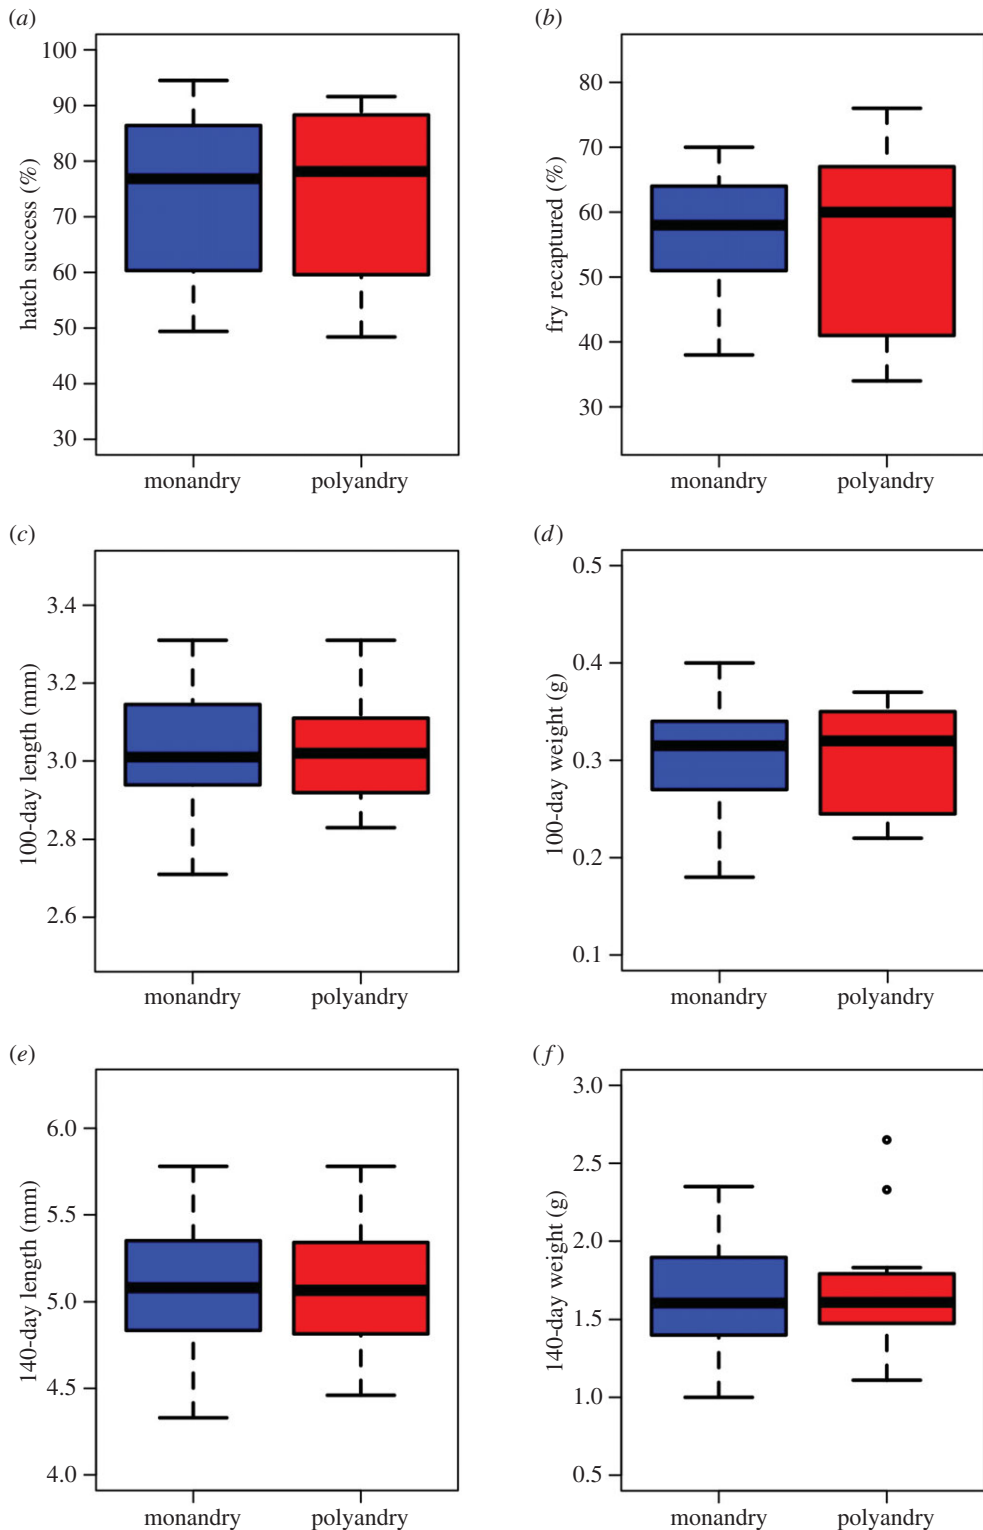 (a)
100
90
80
70
60
50
40
30
hatch success (%)
monandry polyandry
(b)
80
70
60
50
40
30
fry recaptured (%)
monandry polyandry
(c)
3.4
3.2
3.0
2.8
2.6
100-day length (mm)
monandry polyandry
(d)
0.5
0.4
0.3
0.2
0.1
100-day weight (g)
monandry polyandry
(e)
6.0
5.5
5.0
4.5
4.0
140-day length (mm)
monandry polyandry
(f)
3.0
2.5
2.0
1.5
1.0
0.5
140-day weight (g)
monandry polyandry